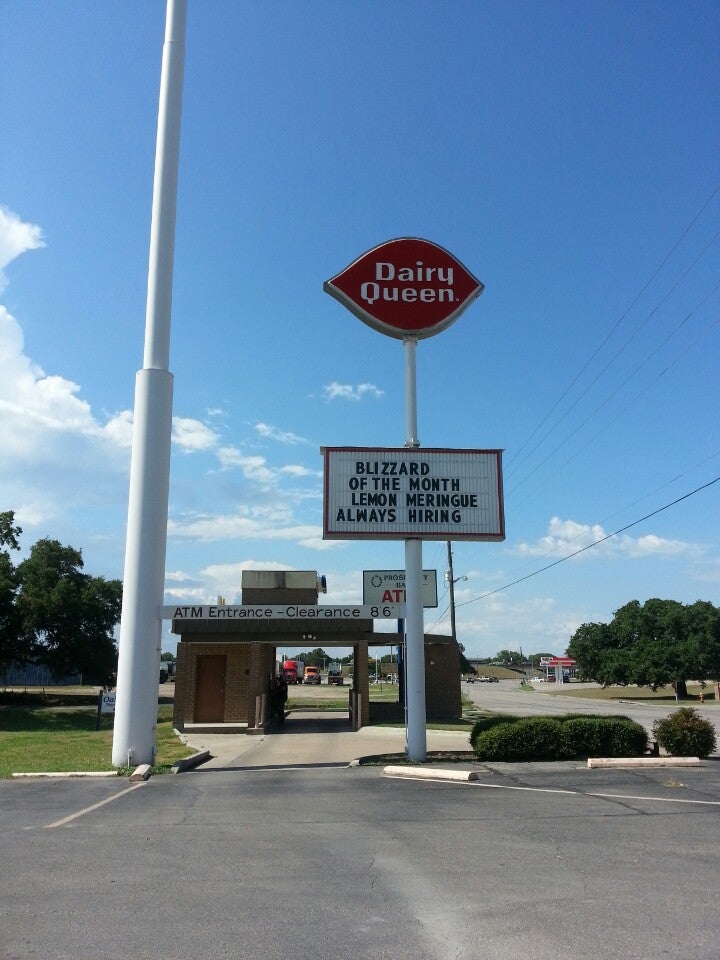 Dairy
Queen
BLIZZARD
OF THE MONTH
LEMON MERINGUE
ALWAYS HIRING
ATM Entrance - Clearance 8'6"